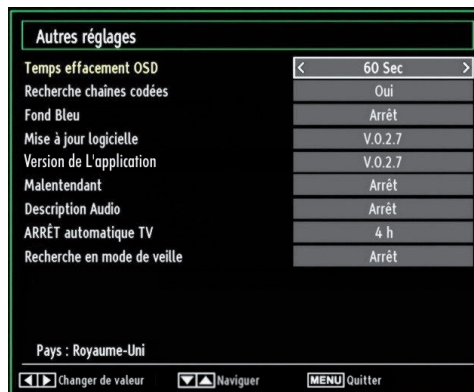 Autres réglages
Temps effacement OSD < 60 Sec >
Recherche chaînes codées Oui
Fond Bleu Arrêt
Mise à jour logicielle V.0.2.7
Version de L'application V.0.2.7
Malentendant Arrêt
Description Audio Arrêt
ARRÊT automatique TV 4 h
Recherche en mode de veille Arrêt
Pays : Royaume-Uni
Changer de valeur Naviguer MENU Quitter